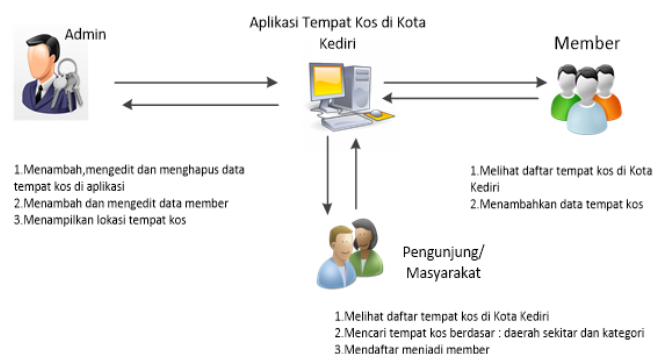 Aplikasi Tempat Kos di Kota
Kediri
Admin
Member
1.Menambah,mengedit dan menghapus data
tempat kos di aplikasi
2.Menambah dan mengedit data member
3.Menampilkan lokasi tempat kos
1.Melihat daftar tempat kos di Kota
Kediri
2.Menambahkan data tempat kos
Pengunjung/
Masyarakat
1.Melihat daftar tempat kos di Kota Kediri
2.Mencari tempat kos berdasar : daerah sekitar dan kategori
3.Mendaftar menjadi member